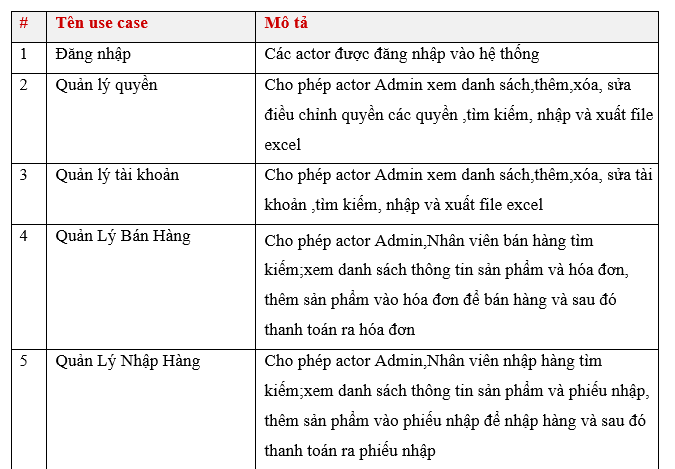 # Tên use case Mô tả
1 Đăng nhập Các actor được đăng nhập vào hệ thống
2 Quản lý quyền Cho phép actor Admin xem danh sách,thêm,xóa, sửa
điều chỉnh quyền các quyền ,tìm kiếm, nhập và xuất file
excel
3 Quản lý tài khoản Cho phép actor Admin xem danh sách,thêm,xóa, sửa tài
khoản ,tìm kiếm, nhập và xuất file excel
4 Quản Lý Bán Hàng Cho phép actor Admin,Nhân viên bán hàng tìm
kiếm;xem danh sách thông tin sản phẩm và hóa đơn,
thêm sản phẩm vào hóa đơn để bán hàng và sau đó
thanh toán ra hóa đơn
5 Quản Lý Nhập Hàng Cho phép actor Admin,Nhân viên nhập hàng tìm
kiếm;xem danh sách thông tin sản phẩm và phiếu nhập,
thêm sản phẩm vào phiếu nhập để nhập hàng và sau đó
thanh toán ra phiếu nhập